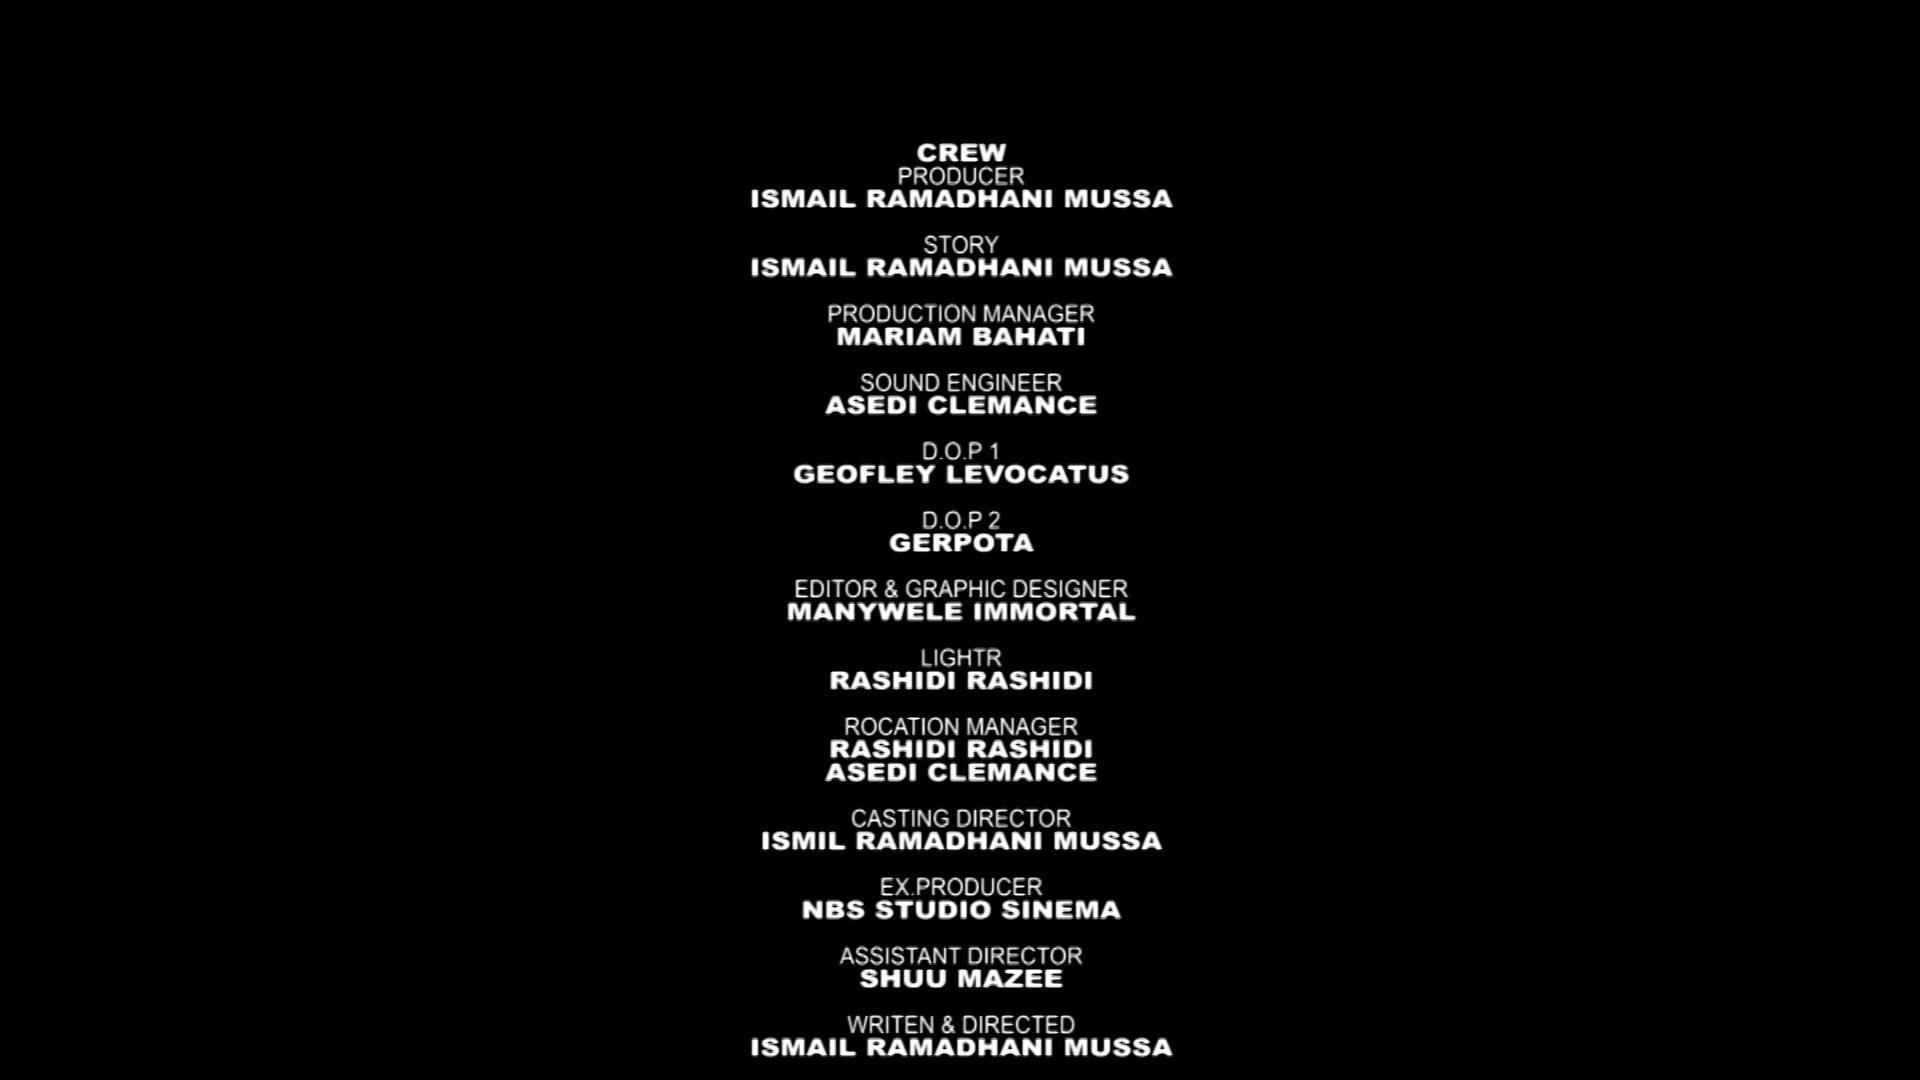 CREW
PRODUCER
ISMAIL RAMADHANI MUSSA
STORY
ISMAIL RAMADHANI MUSSA
PRODUCTION MANAGER
MARIAM BAHATI
SOUND ENGINEER
ASEDI CLEMANCE
D.O.P 1
GEOFLEY LEVOCATUS
D.O.P 2
GERPOTA
EDITOR & GRAPHIC DESIGNER
MANYWELE IMMORTAL
LIGHTR
RASHIDI RASHIDI
ROCATION MANAGER
RASHIDI RASHIDI
ASEDI CLEMANCE
CASTING DIRECTOR
ISMIL RAMADHANI MUSSA
EX.PRODUCER
NBS STUDIO SINEMA
ASSISTANT DIRECTOR
SHUU MAZEE
WRITEN & DIRECTED
ISMAIL RAMADHANI MUSSA